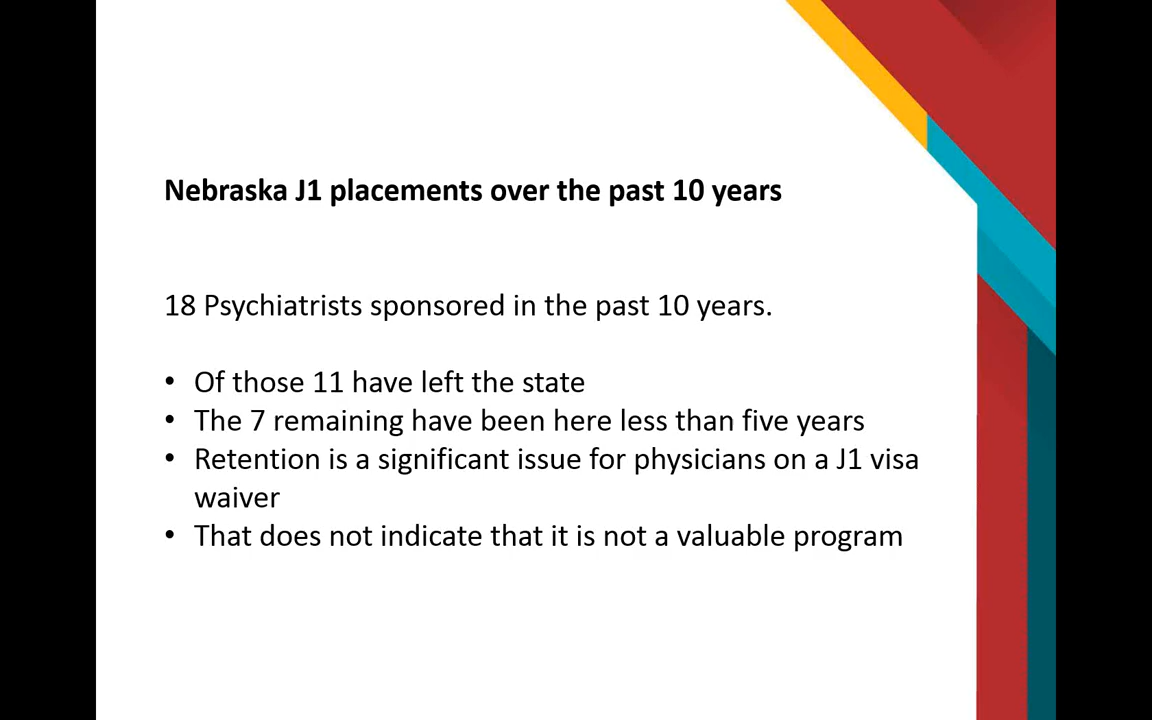 Nebraska J1 placements over the past 10 years
18 Psychiatrists sponsored in the past 10 years.
• Of those 11 have left the state
• The 7 remaining have been here less than five years
• Retention is a significant issue for physicians on a J1 visa
waiver
• That does not indicate that it is not a valuable program